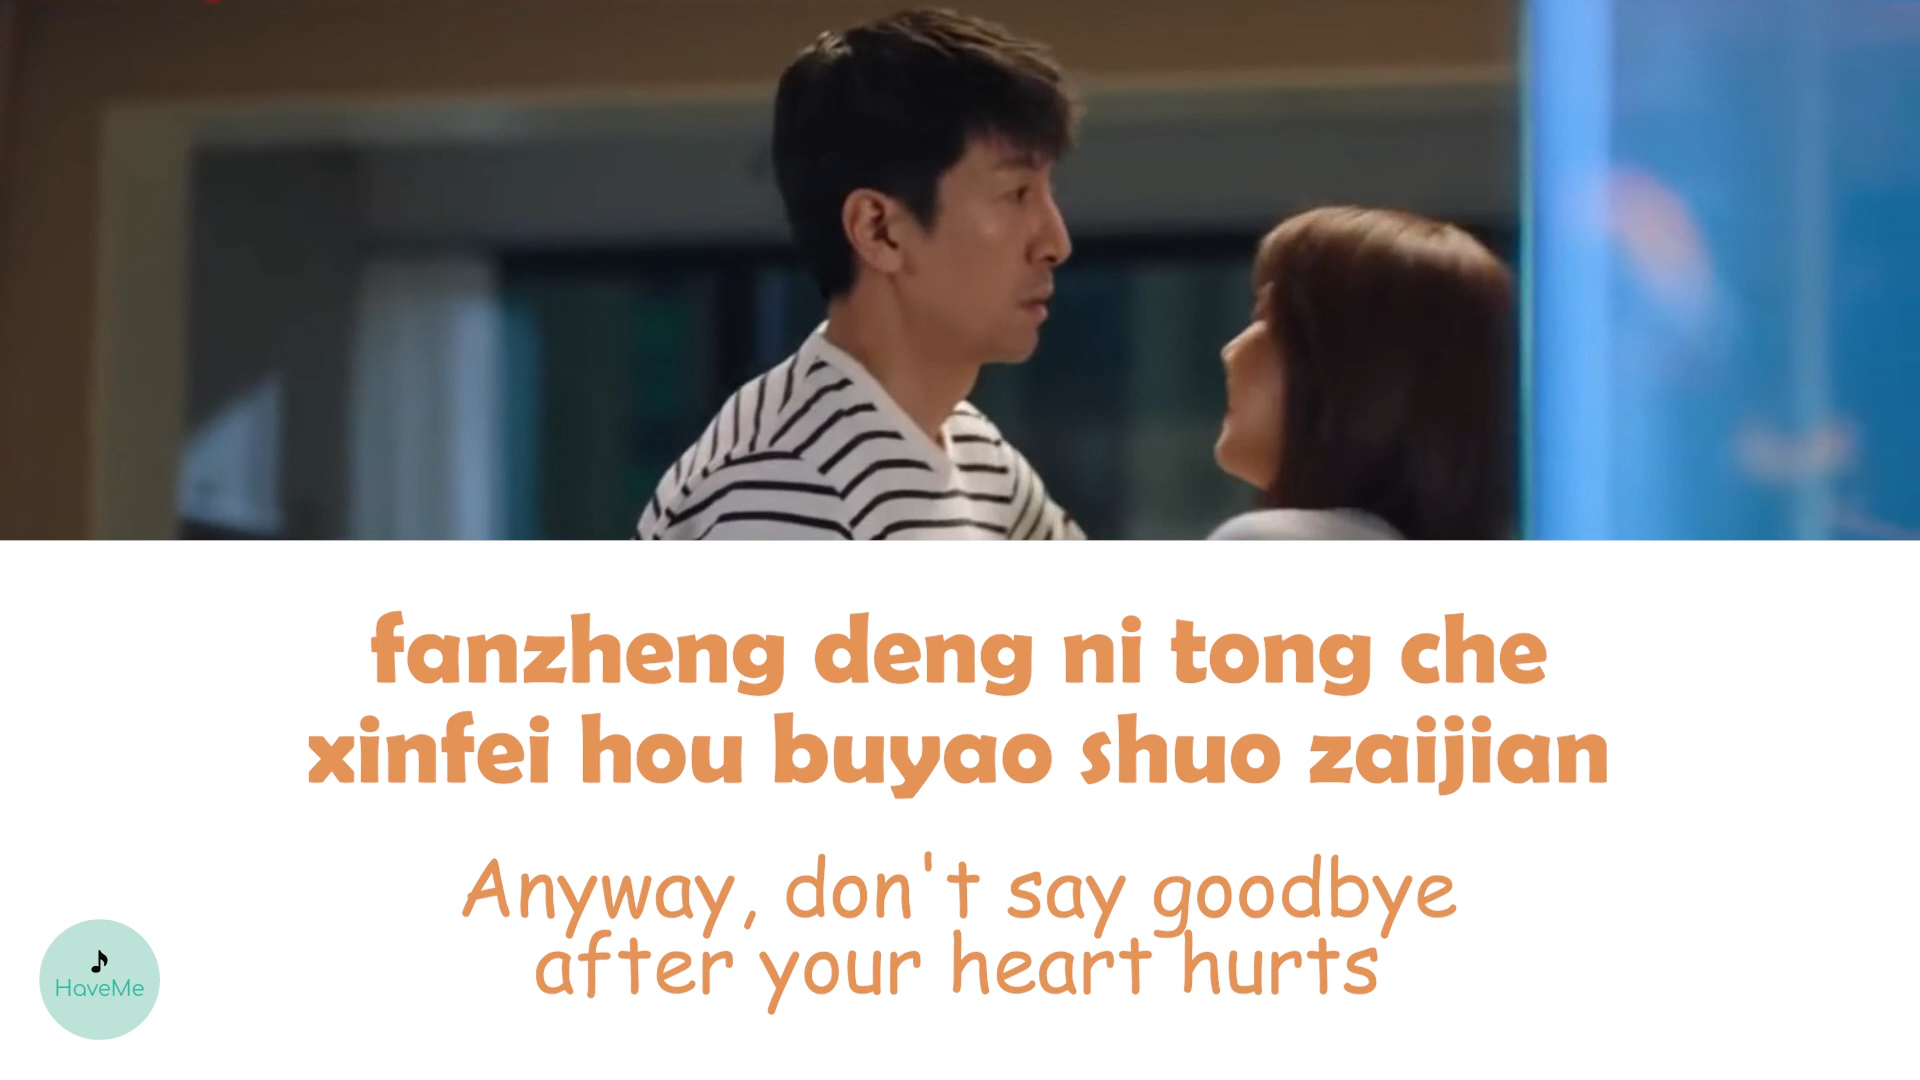 fanzheng deng ni tong che
xinfei hou buyao shuo zaijian
Anyway, don't say goodbye
after your heart hurts
HaveMe